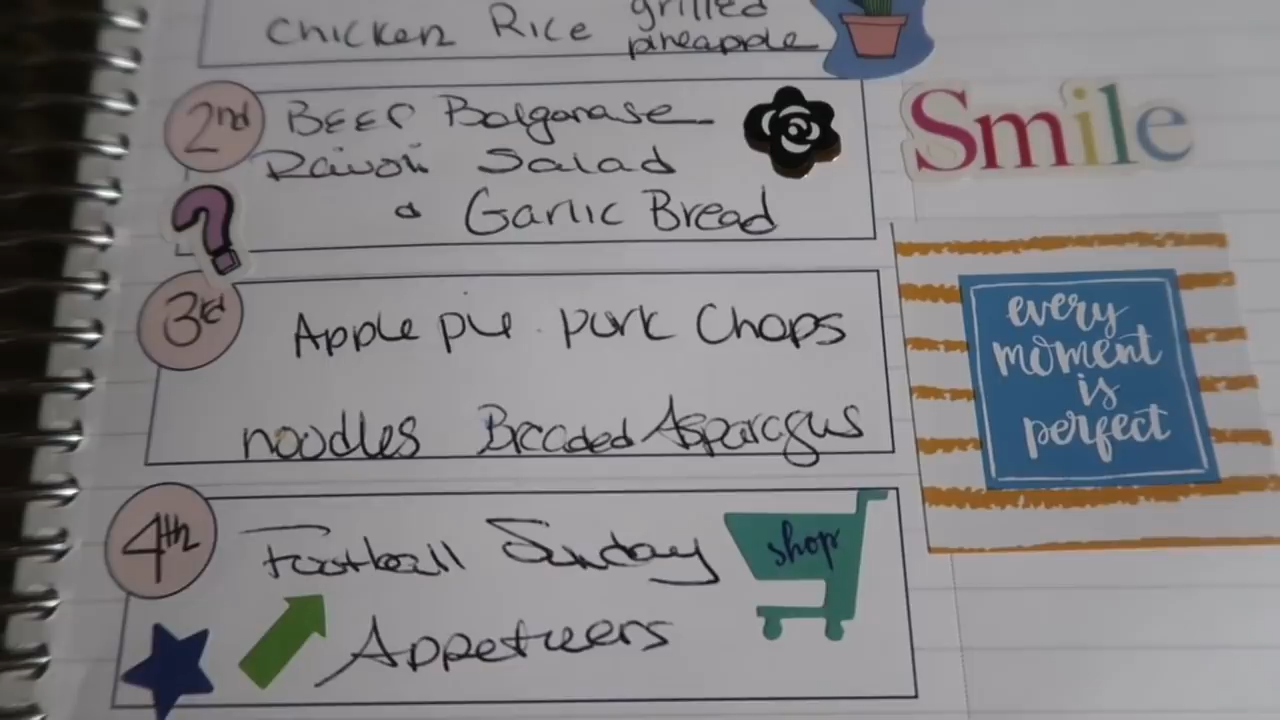 grilled
Chicken Rice pineapple
2nd BEEF Bolganase
Ravioli Salad
& Garlic Bread
Smile
3rd Apple pie pork Chops
noodles Breaded Asparagus
every
moment
is
perfect
4th Football Sunday
shop
Appetizers